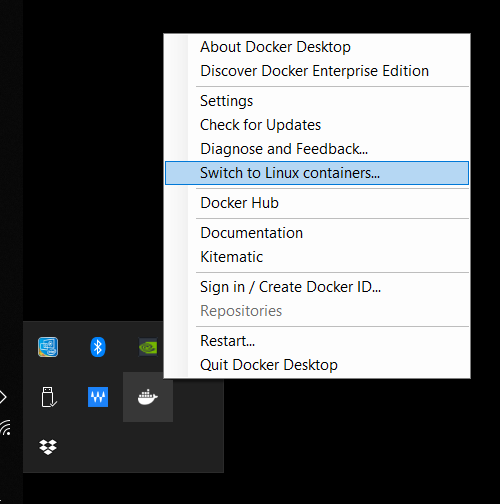 About Docker Desktop
Discover Docker Enterprise Edition
Settings
Check for Updates
Diagnose and Feedback...
Switch to Linux containers...
Docker Hub
Documentation
Kitematic
Sign in / Create Docker ID...
Repositories
Restart...
Quit Docker Desktop